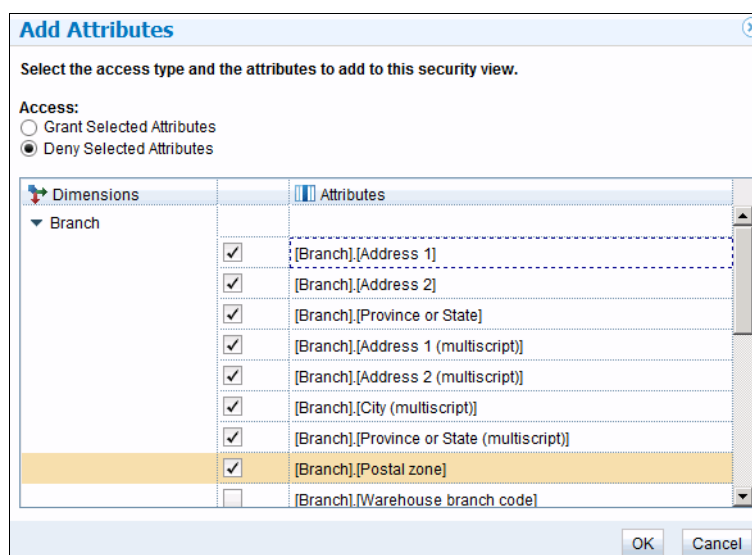 Add Attributes
Select the access type and the attributes to add to this security view.
Access:
Grant Selected Attributes
Deny Selected Attributes
Dimensions Attributes
Branch
[Branch].[Address 1]
[Branch].[Address 2]
[Branch].[Province or State]
[Branch].[Address 1 (multiscript)]
[Branch].[Address 2 (multiscript)]
[Branch].[City (multiscript)]
[Branch].[Province or State (multiscript)]
[Branch].[Postal zone]
[Branch].[Warehouse branch code]
OK Cancel